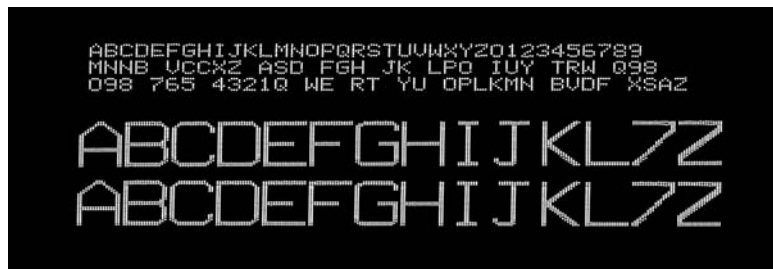 ABCDEFGHIJKLMNOPQRSTUVWXYZ0123456789
MNNB VCCXZ ASD FGH JK LPO IUY TRW Q98
098 765 4321Q WE RT YU OPLKMN BVDF XSAZ
ABCDEFGHIJKL7Z
ABCDEFGHIJKL7Z